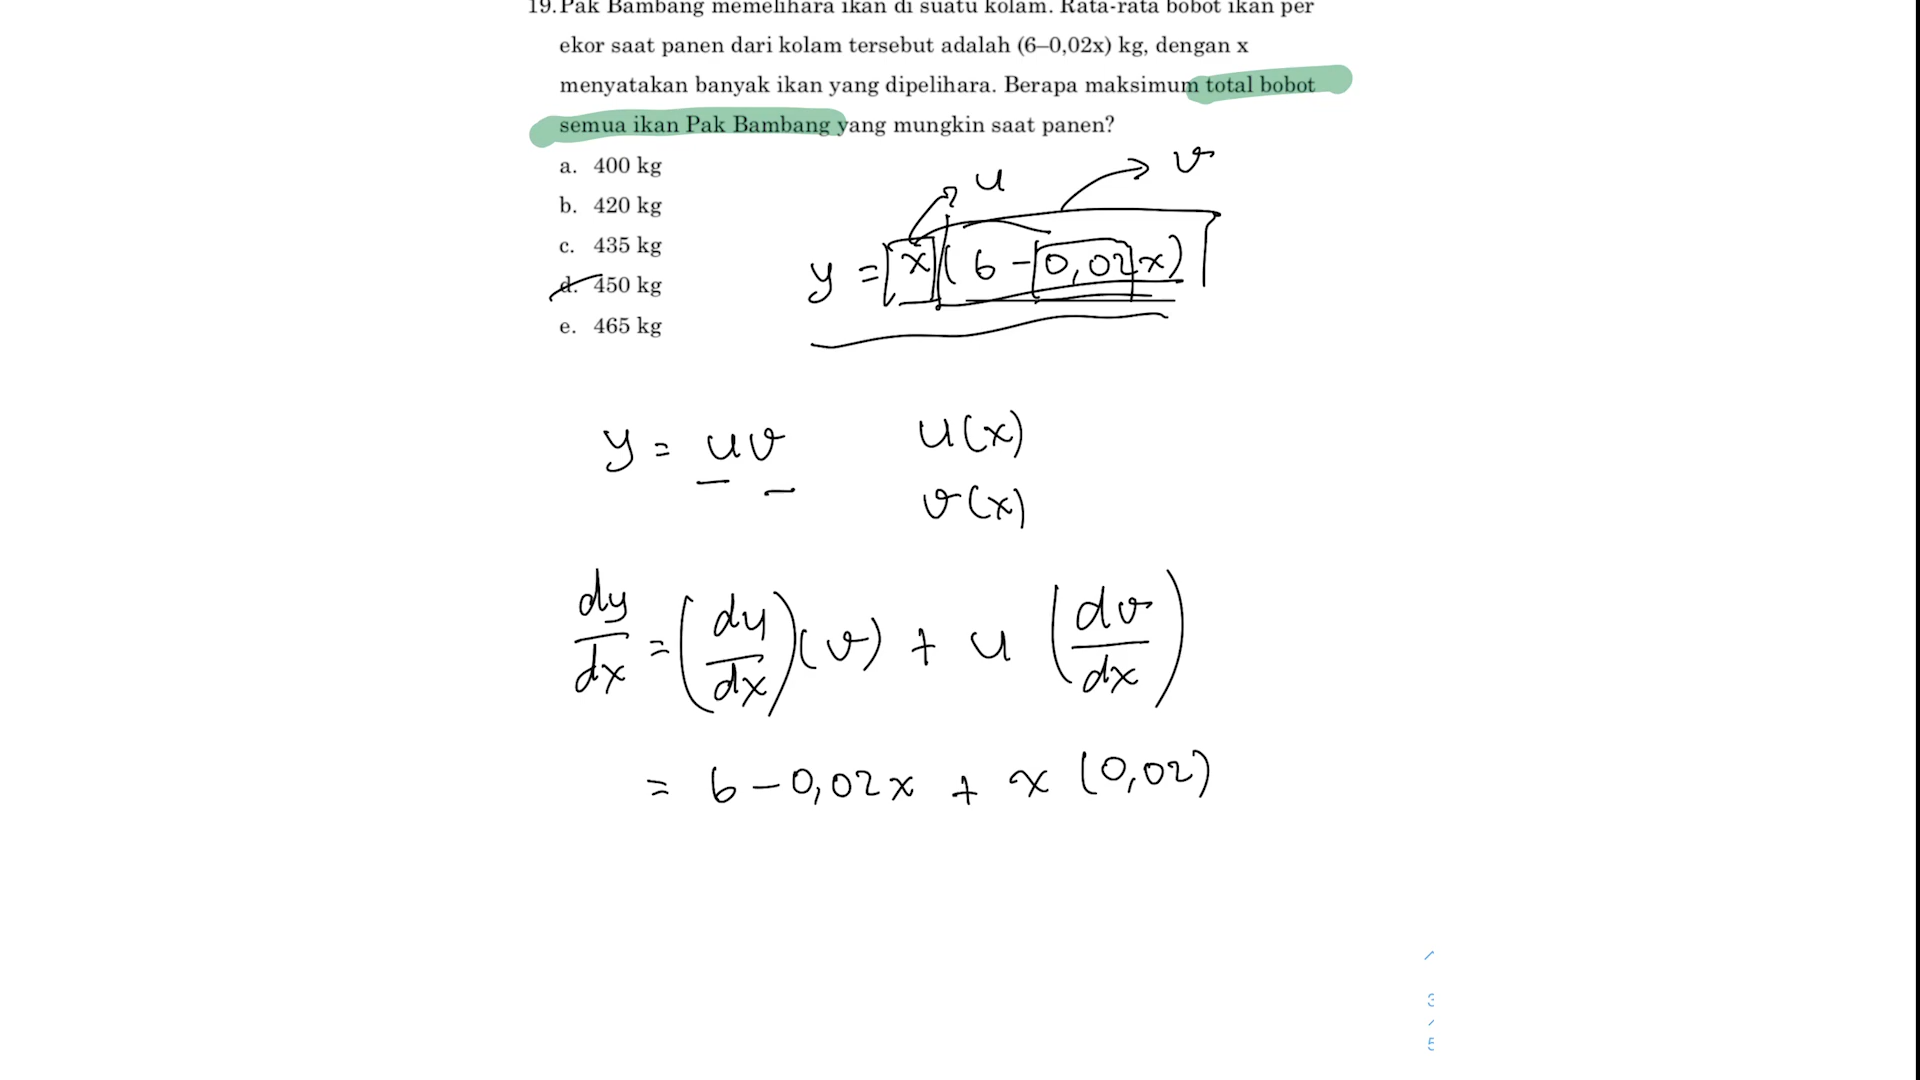 19. Pak Bambang memelihara ikan di suatu kolam. Rata-rata bobot ikan per
ekor saat panen dari kolam tersebut adalah (6–0,02x) kg, dengan x
menyatakan banyak ikan yang dipelihara. Berapa maksimum total bobot
semua ikan Pak Bambang yang mungkin saat panen?
a. 400 kg
b. 420 kg
c. 435 kg
d. 450 kg
e. 465 kg
u
v
y = x (6 - 0,02x)
y = uv
u(x)
v(x)
dy/dx = (du/dx)(v) + u (dv/dx)
= 6 - 0,02x + x (0,02)